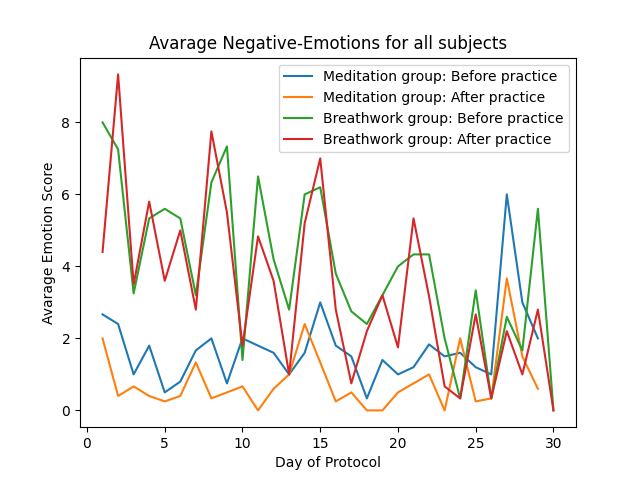 Avarage Negative-Emotions for all subjects
Meditation group: Before practice
Meditation group: After practice
Breathwork group: Before practice
Breathwork group: After practice
Avarage Emotion Score
8
6
4
2
0
0 5 10 15 20 25 30
Day of Protocol